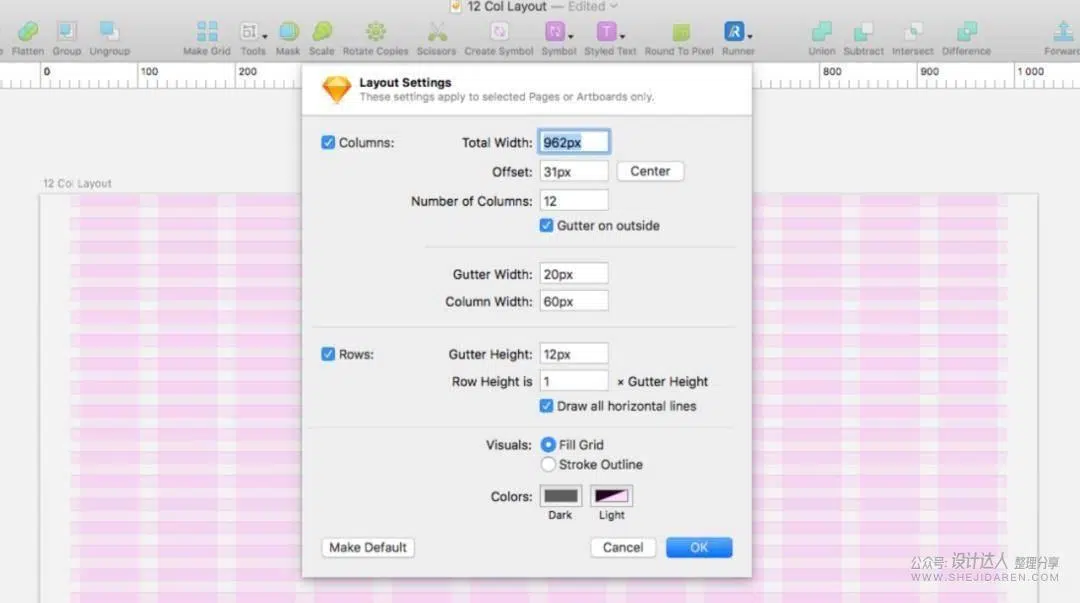 12 Col Layout — Edited
Flatten Group Ungroup Make Grid Tools Mask Scale Rotate Copies Scissors Create Symbol Symbol Styled Text Round To Pixel Runner Union Subtract Intersect Difference Forward
0 100 200 800 900 1 000
Layout Settings
These settings apply to selected Pages or Artboards only.
Columns: Total Width: 962px
Offset: 31px Center
Number of Columns: 12
Gutter on outside
12 Col Layout
Gutter Width: 20px
Column Width: 60px
Rows: Gutter Height: 12px
Row Height is 1 × Gutter Height
Draw all horizontal lines
Visuals: Fill Grid
Stroke Outline
Colors:
Dark Light
Make Default Cancel OK
公众号: 设计达人 整理分享
WWW.SHEJIDAREN.COM